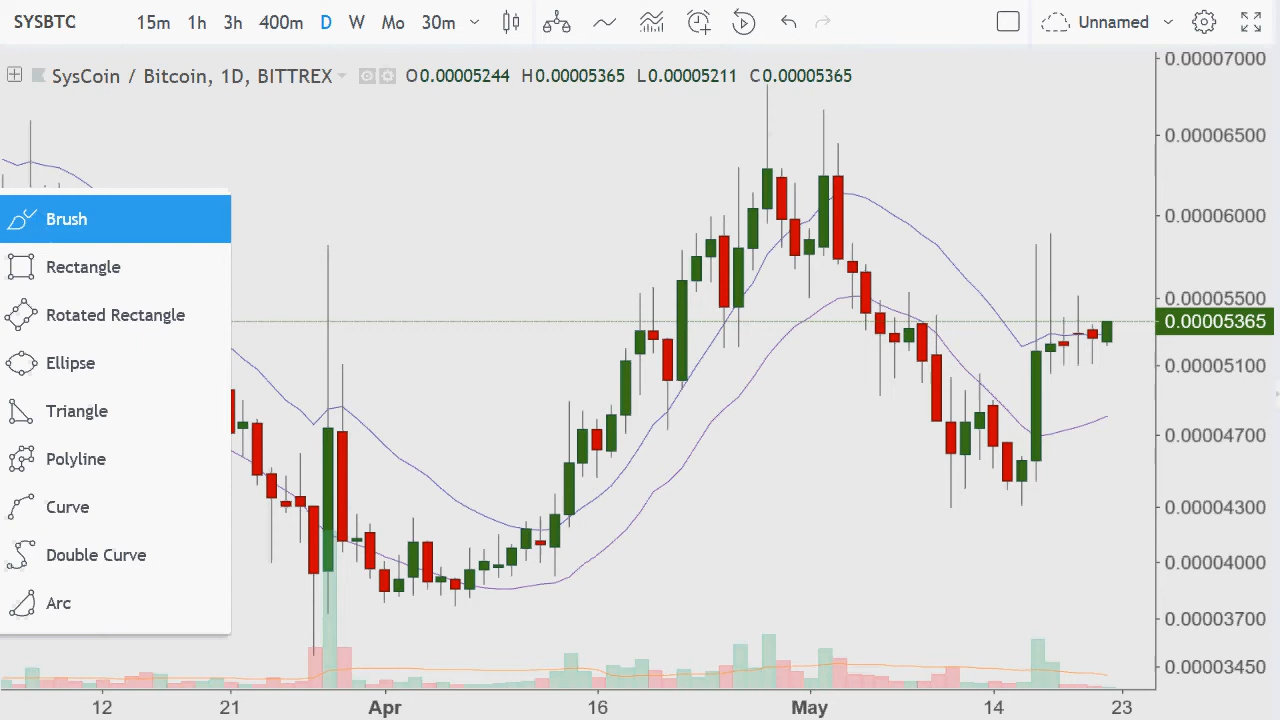 SYSBTC 15m 1h 3h 400m D W Mo 30m Unnamed
SysCoin / Bitcoin, 1D, BITTREX O0.00005244 H0.00005365 L0.00005211 C0.00005365
Brush
Rectangle
Rotated Rectangle
Ellipse
Triangle
Polyline
Curve
Double Curve
Arc
0.00007000
0.00006500
0.00006000
0.00005500
0.00005365
0.00005100
0.00004700
0.00004300
0.00004000
0.00003700
0.00003450
12 21 Apr 16 May 14 23